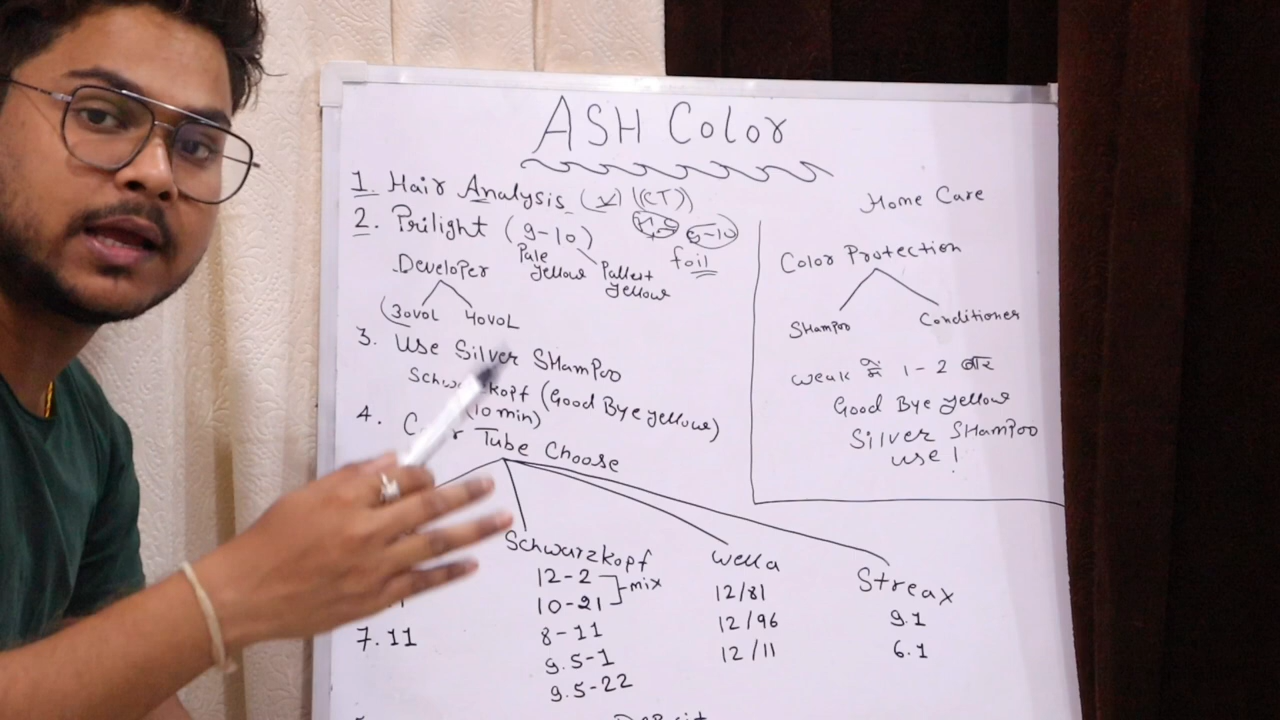 ASH Color
1. Hair Analysis (V) (CT)
2. Prilight (9-10)
5-10
Pale Yellow
Pallest Yellow
foil
Developer
(30VOL 40VOL
3. Use Silver SHamPoo
(Good Bye Yellow)
(10 min)
4. Tube Choose
Schwarzkopf
12-2
10-21
mix
8-11
9.5-1
9.5-22
7.11
Wella
12/81
12/96
12/11
Streax
9.1
6.1
Home Care
Color Protection
SHampoo
Conditioner
weak में 1-2 बार
Good Bye Yellow
Silver SHamPoo
use!